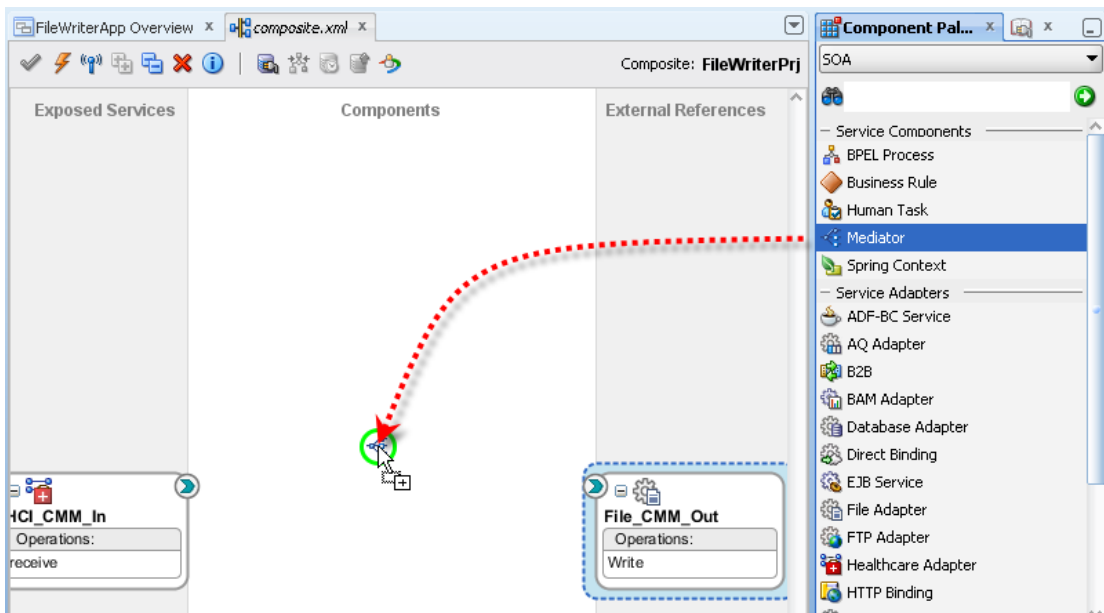 FileWriterApp Overview
composite.xml
Composite: FileWriterPrj
Exposed Services
Components
External References
HCI_CMM_In
Operations:
receive
File_CMM_Out
Operations:
Write
Component Pal...
SOA
Service Components
BPEL Process
Business Rule
Human Task
Mediator
Spring Context
Service Adapters
ADF-BC Service
AQ Adapter
B2B
BAM Adapter
Database Adapter
Direct Binding
EJB Service
File Adapter
FTP Adapter
Healthcare Adapter
HTTP Binding